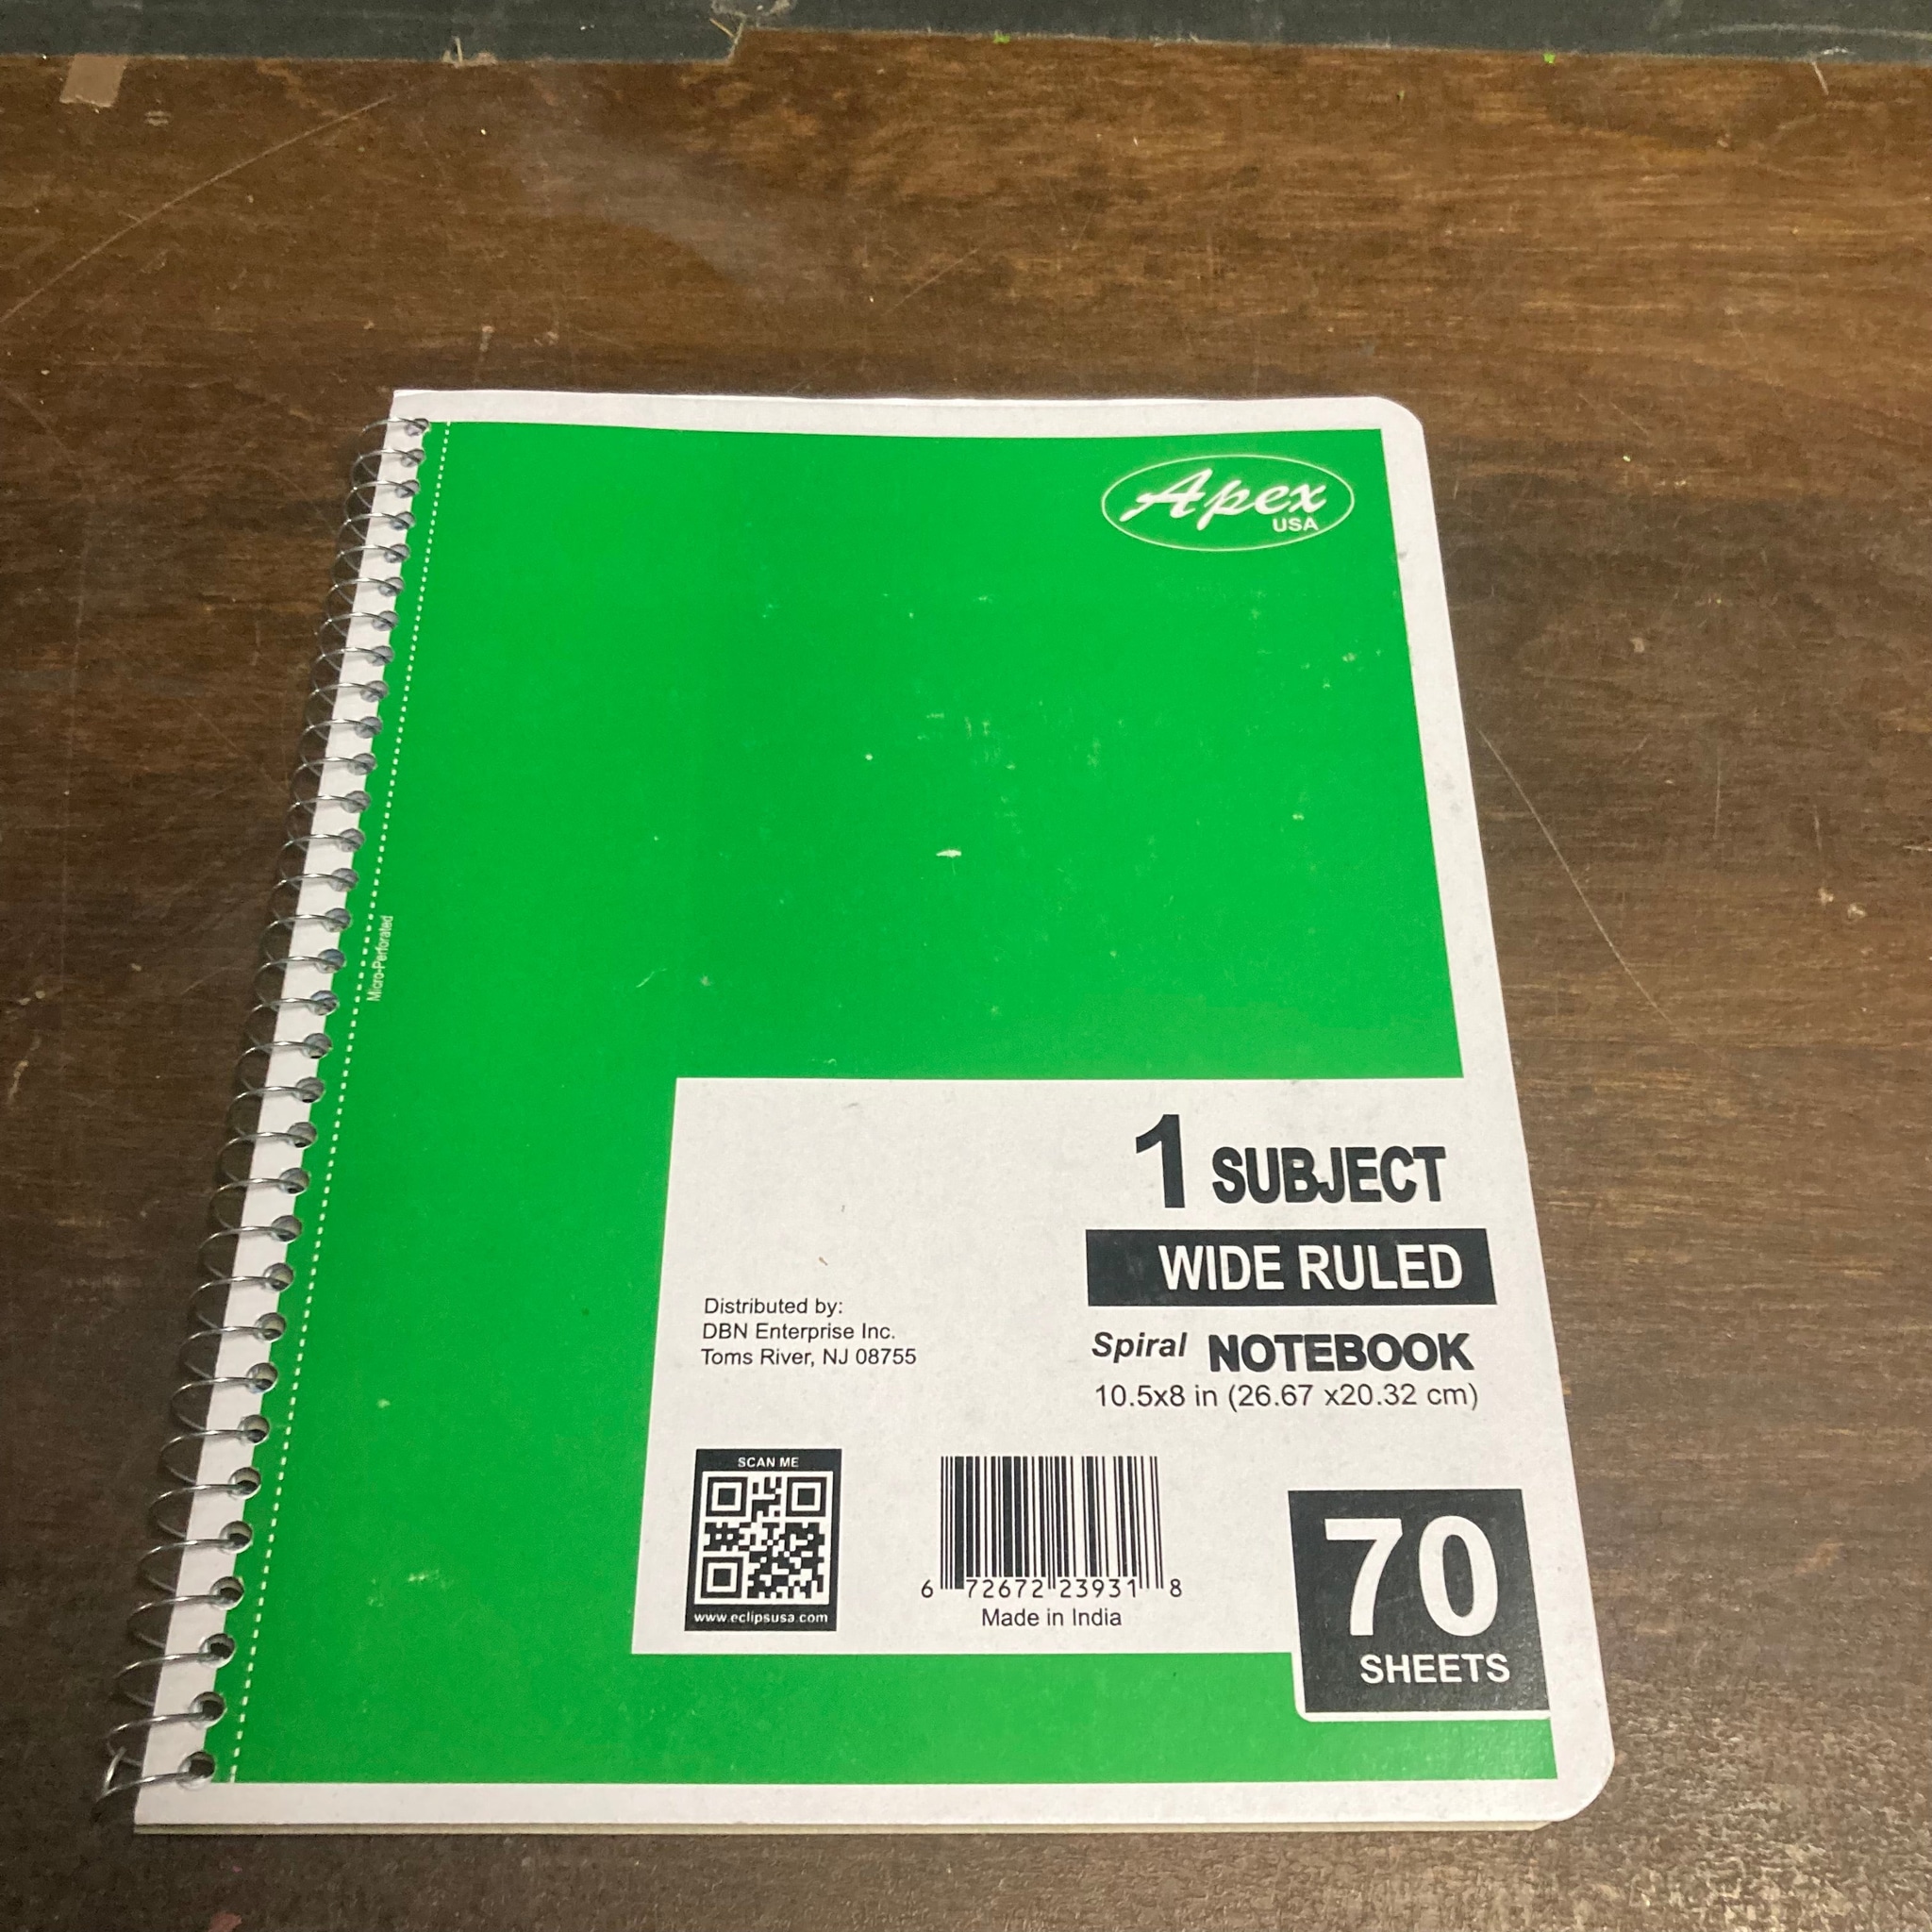 Apex
USA
Micro-Perforated
1 SUBJECT
WIDE RULED
Spiral NOTEBOOK
10.5x8 in (26.67 x20.32 cm)
Distributed by:
DBN Enterprise Inc.
Toms River, NJ 08755
SCAN ME
www.eclipsusa.com
6 72672 23931 8
Made in India
70
SHEETS